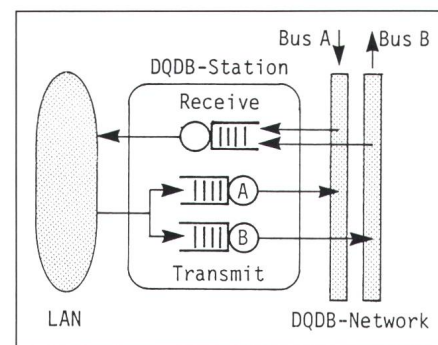 Bus A Bus B
DQDB-Station
Receive
A
B
Transmit
LAN DQDB-Network